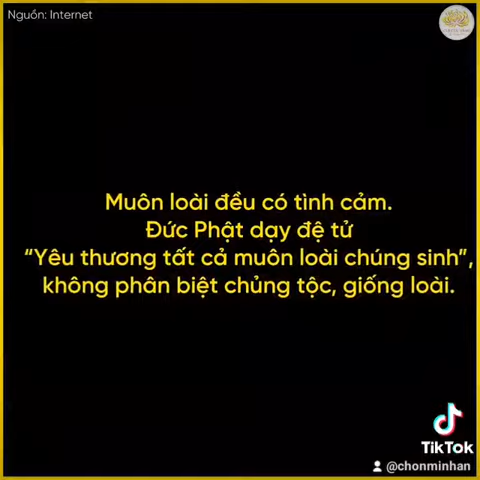 Nguồn: Internet
Muôn loài đều có tình cảm.
Đức Phật dạy đệ tử
“Yêu thương tất cả muôn loài chúng sinh”,
không phân biệt chủng tộc, giống loài.
TikTok
@chonminhan